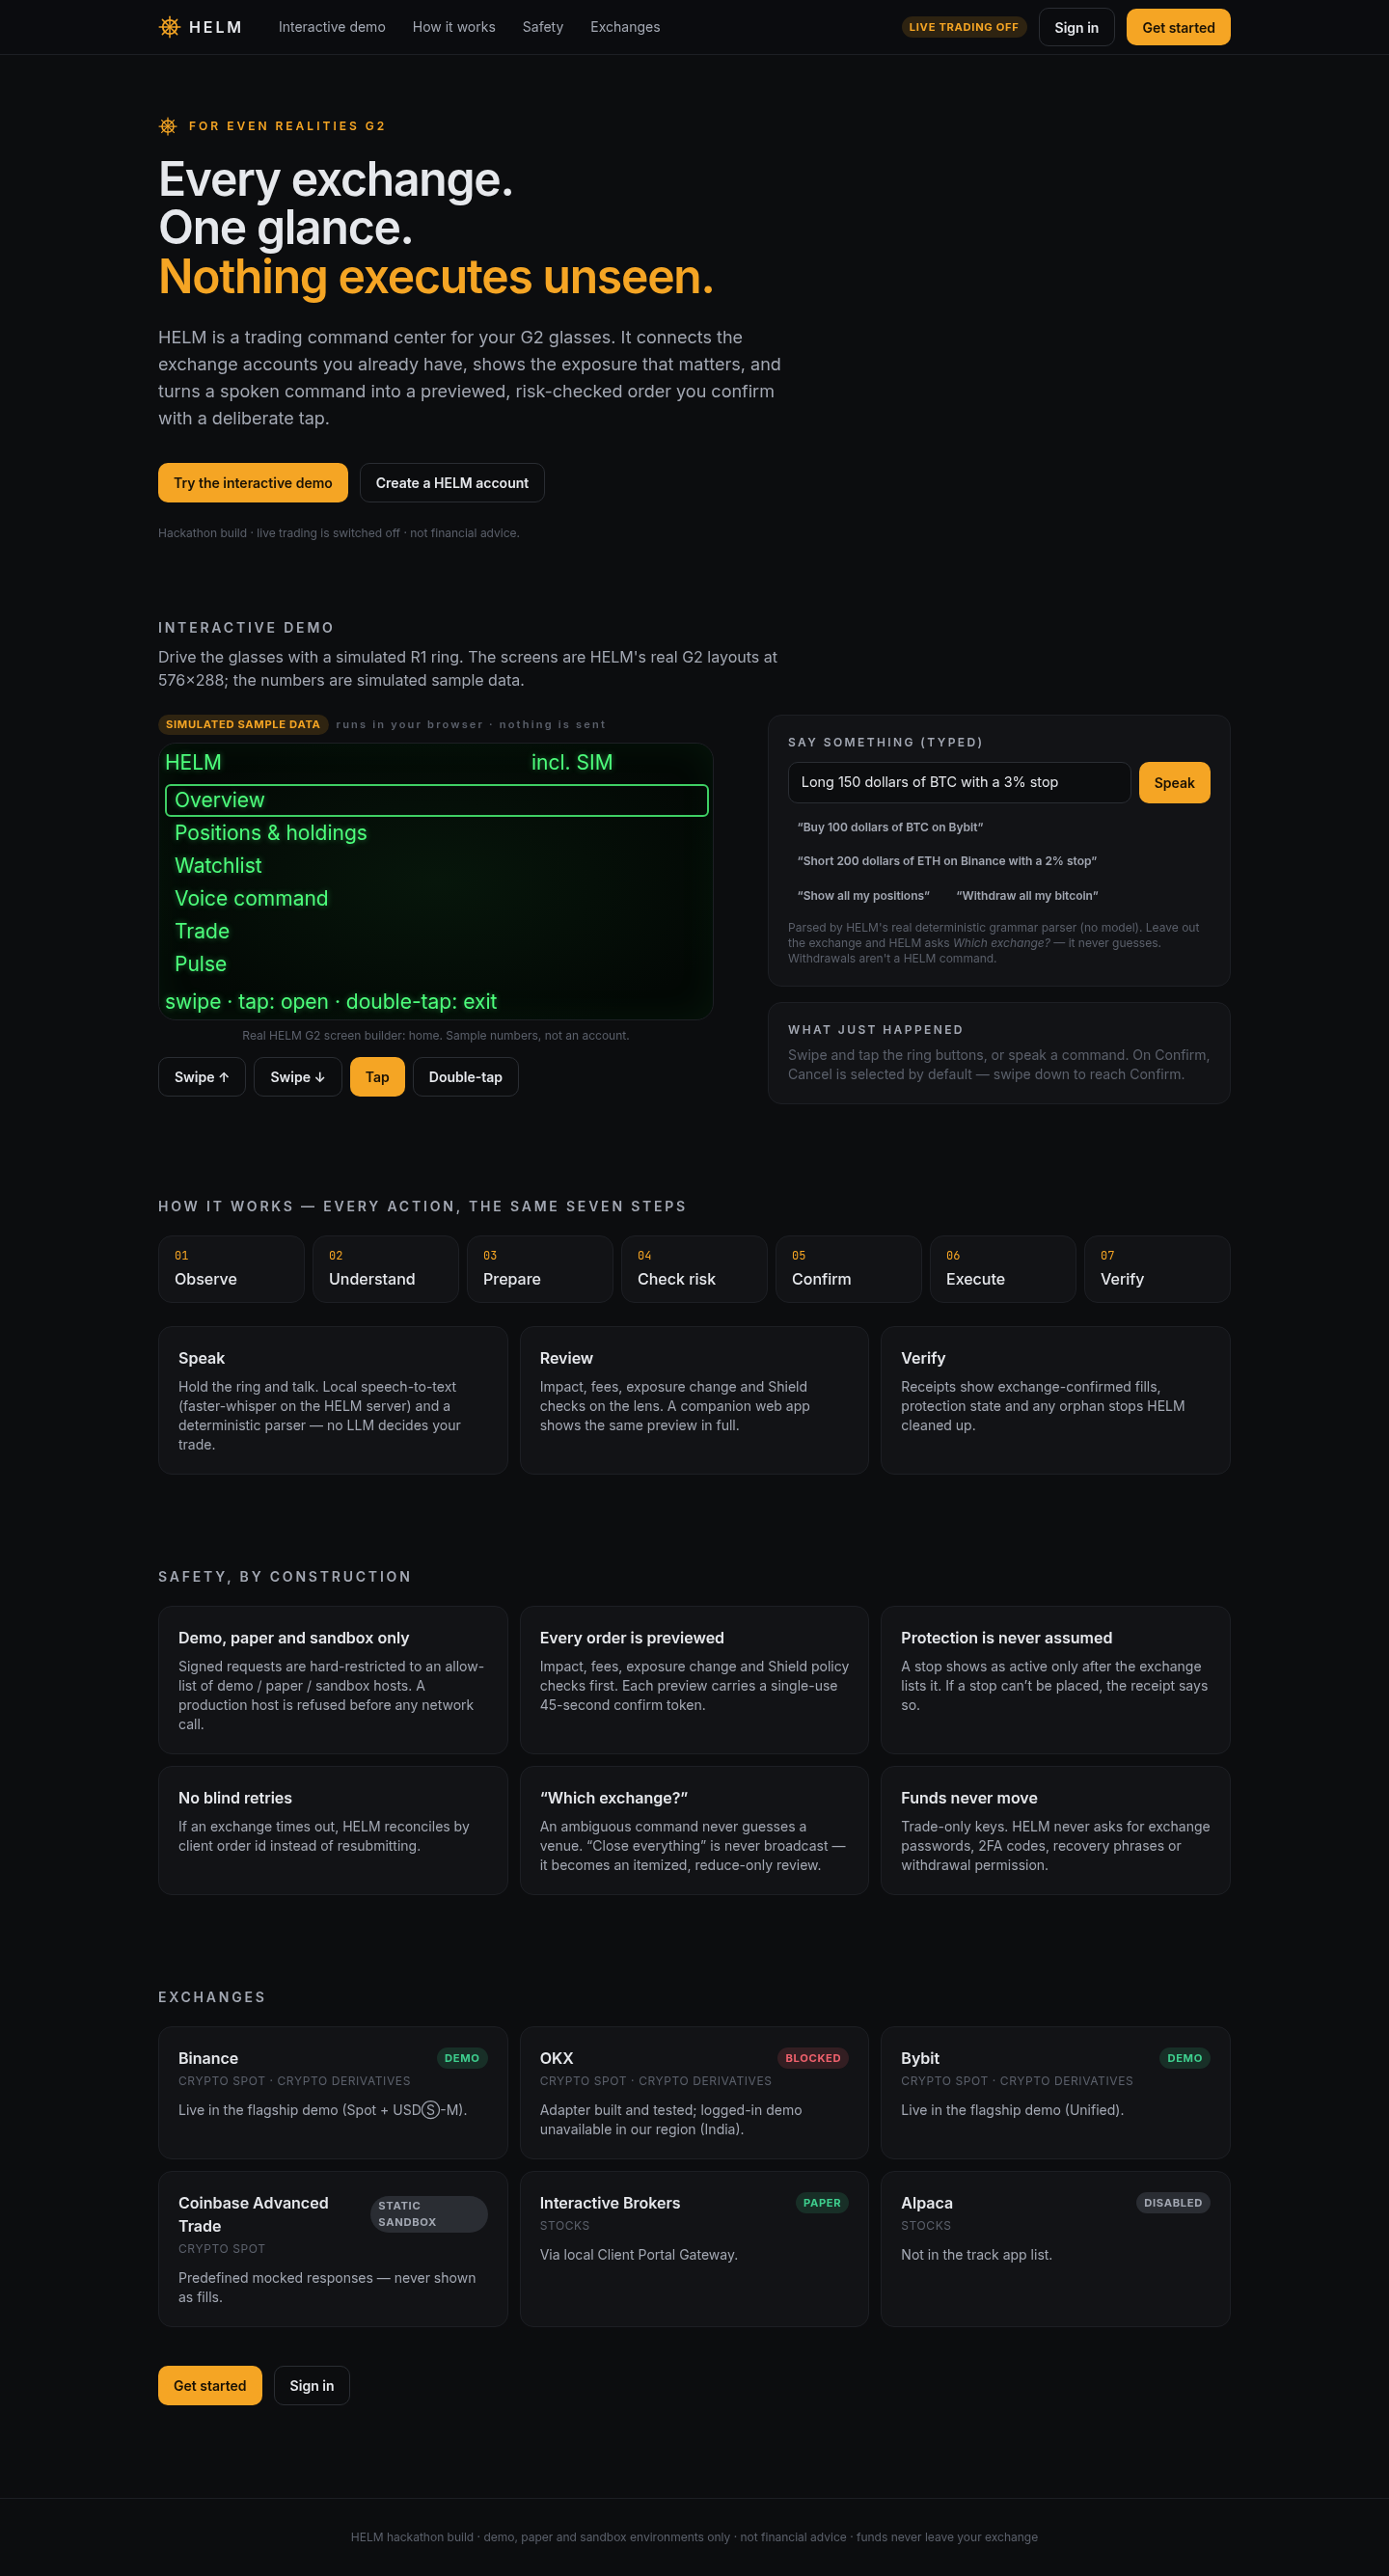 HELM
Interactive demo
How it works
Safety
Exchanges
LIVE TRADING OFF
Sign in
Get started
FOR EVEN REALITIES G2
Every exchange.
One glance.
Nothing executes unseen.
HELM is a trading command center for your G2 glasses. It connects the
exchange accounts you already have, shows the exposure that matters, and
turns a spoken command into a previewed, risk-checked order you confirm
with a deliberate tap.
Try the interactive demo
Create a HELM account
Hackathon build · live trading is switched off · not financial advice.
INTERACTIVE DEMO
Drive the glasses with a simulated R1 ring. The screens are HELM's real G2 layouts at
576×288; the numbers are simulated sample data.
SIMULATED SAMPLE DATA
runs in your browser · nothing is sent
HELM
incl. SIM
Overview
Positions & holdings
Watchlist
Voice command
Trade
Pulse
swipe · tap: open · double-tap: exit
Real HELM G2 screen builder: home. Sample numbers, not an account.
Swipe ↑
Swipe ↓
Tap
Double-tap
SAY SOMETHING (TYPED)
Long 150 dollars of BTC with a 3% stop
Speak
“Buy 100 dollars of BTC on Bybit”
“Short 200 dollars of ETH on Binance with a 2% stop”
“Show all my positions”
“Withdraw all my bitcoin”
Parsed by HELM's real deterministic grammar parser (no model). Leave out
the exchange and HELM asks Which exchange? — it never guesses.
Withdrawals aren't a HELM command.
WHAT JUST HAPPENED
Swipe and tap the ring buttons, or speak a command. On Confirm,
Cancel is selected by default — swipe down to reach Confirm.
HOW IT WORKS — EVERY ACTION, THE SAME SEVEN STEPS
01
Observe
02
Understand
03
Prepare
04
Check risk
05
Confirm
06
Execute
07
Verify
Speak
Hold the ring and talk. Local speech-to-text
(faster-whisper on the HELM server) and a
deterministic parser — no LLM decides your
trade.
Review
Impact, fees, exposure change and Shield
checks on the lens. A companion web app
shows the same preview in full.
Verify
Receipts show exchange-confirmed fills,
protection state and any orphan stops HELM
cleaned up.
SAFETY, BY CONSTRUCTION
Demo, paper and sandbox only
Signed requests are hard-restricted to an allow-
list of demo / paper / sandbox hosts. A
production host is refused before any network
call.
Every order is previewed
Impact, fees, exposure change and Shield policy
checks first. Each preview carries a single-use
45-second confirm token.
Protection is never assumed
A stop shows as active only after the exchange
lists it. If a stop can’t be placed, the receipt says
so.
No blind retries
If an exchange times out, HELM reconciles by
client order id instead of resubmitting.
“Which exchange?”
An ambiguous command never guesses a
venue. “Close everything” is never broadcast —
it becomes an itemized, reduce-only review.
Funds never move
Trade-only keys. HELM never asks for exchange
passwords, 2FA codes, recovery phrases or
withdrawal permission.
EXCHANGES
Binance
DEMO
CRYPTO SPOT · CRYPTO DERIVATIVES
Live in the flagship demo (Spot + USDⓈ-M).
OKX
BLOCKED
CRYPTO SPOT · CRYPTO DERIVATIVES
Adapter built and tested; logged-in demo
unavailable in our region (India).
Bybit
DEMO
CRYPTO SPOT · CRYPTO DERIVATIVES
Live in the flagship demo (Unified).
Coinbase Advanced
Trade
STATIC
SANDBOX
CRYPTO SPOT
Predefined mocked responses — never shown
as fills.
Interactive Brokers
PAPER
STOCKS
Via local Client Portal Gateway.
Alpaca
DISABLED
STOCKS
Not in the track app list.
Get started
Sign in
HELM hackathon build · demo, paper and sandbox environments only · not financial advice · funds never leave your exchange